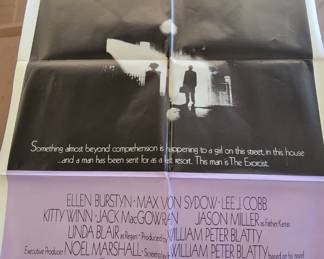 Something almost beyond comprehension is happening to a girl on this street, in this house
...and a man has been sent for as a last resort. This man is The Exorcist.
ELLEN BURSTYN · MAX VON SYDOW · LEE J. COBB
KITTY WINN · JACK MacGOWRAN JASON MILLER as Father Karras
LINDA BLAIR as Regan · Produced by WILLIAM PETER BLATTY
Executive Producer NOEL MARSHALL · Screenplay by WILLIAM PETER BLATTY based on his novel